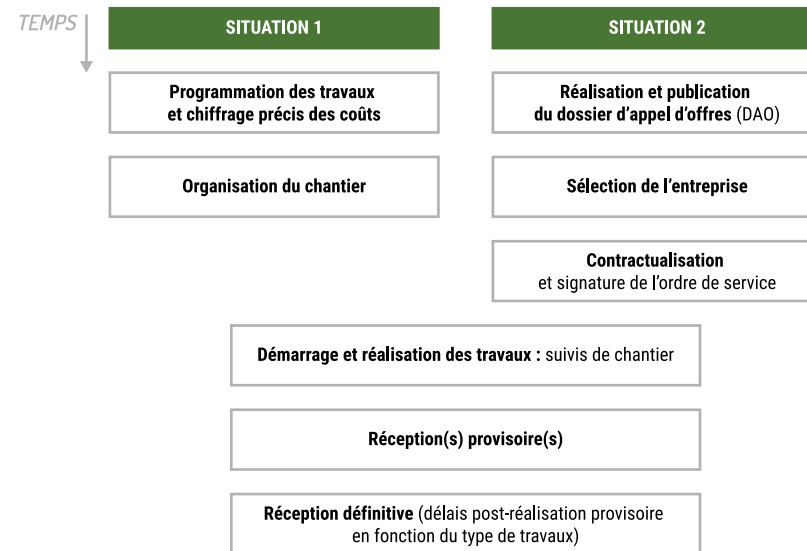 TEMPS
SITUATION 1
SITUATION 2
Programmation des travaux
et chiffrage précis des coûts
Réalisation et publication
du dossier d'appel d'offres (DAO)
Organisation du chantier
Sélection de l'entreprise
Contractualisation
et signature de l'ordre de service
Démarrage et réalisation des travaux : suivis de chantier
Réception(s) provisoire(s)
Réception définitive (délais post-réalisation provisoire
en fonction du type de travaux)